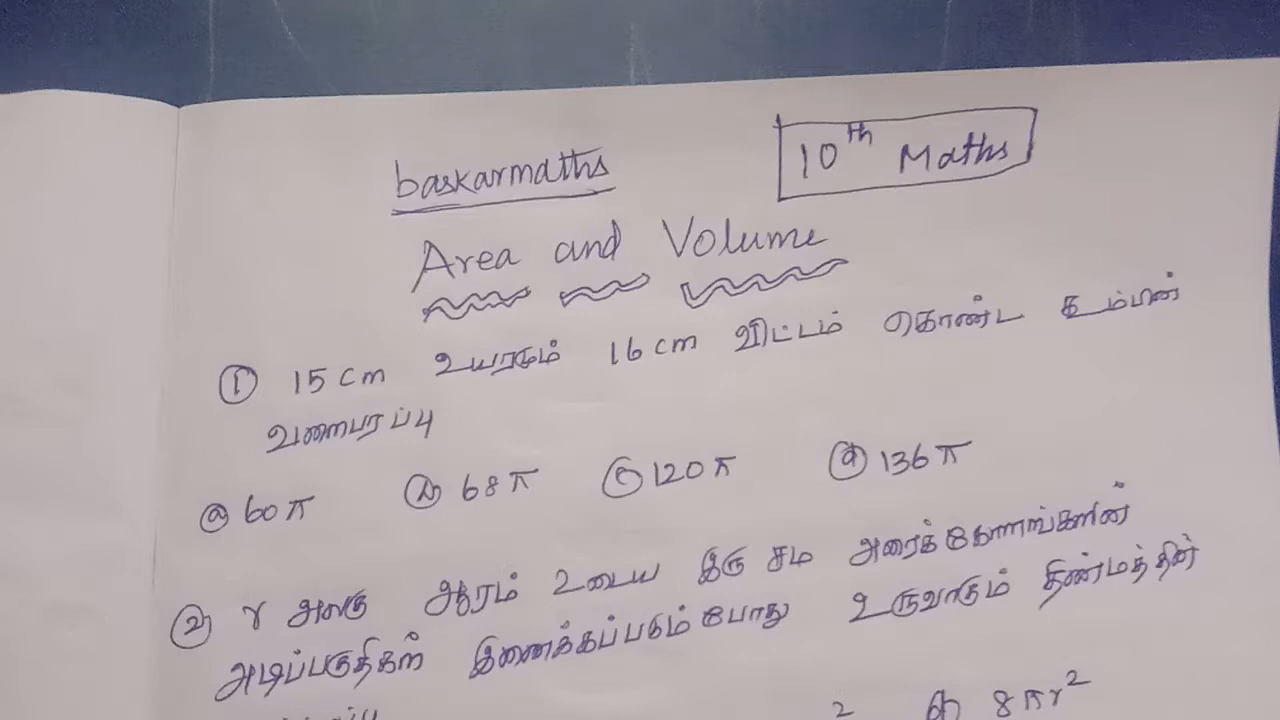 baskarmaths
10th Maths
Area and Volume
① 15 cm உயரமும் 16 cm விட்டம் கொண்ட கூம்பின்
வளைபரப்பு
a 60π b 68π c 120π d 136π
② r அலகு ஆரம் உடைய இரு சம அரைக்கோளங்களின்
அடிப்பகுதிகள் இணைக்கப்படும்போது உருவாகும் திண்மத்தின்
2 8πr²